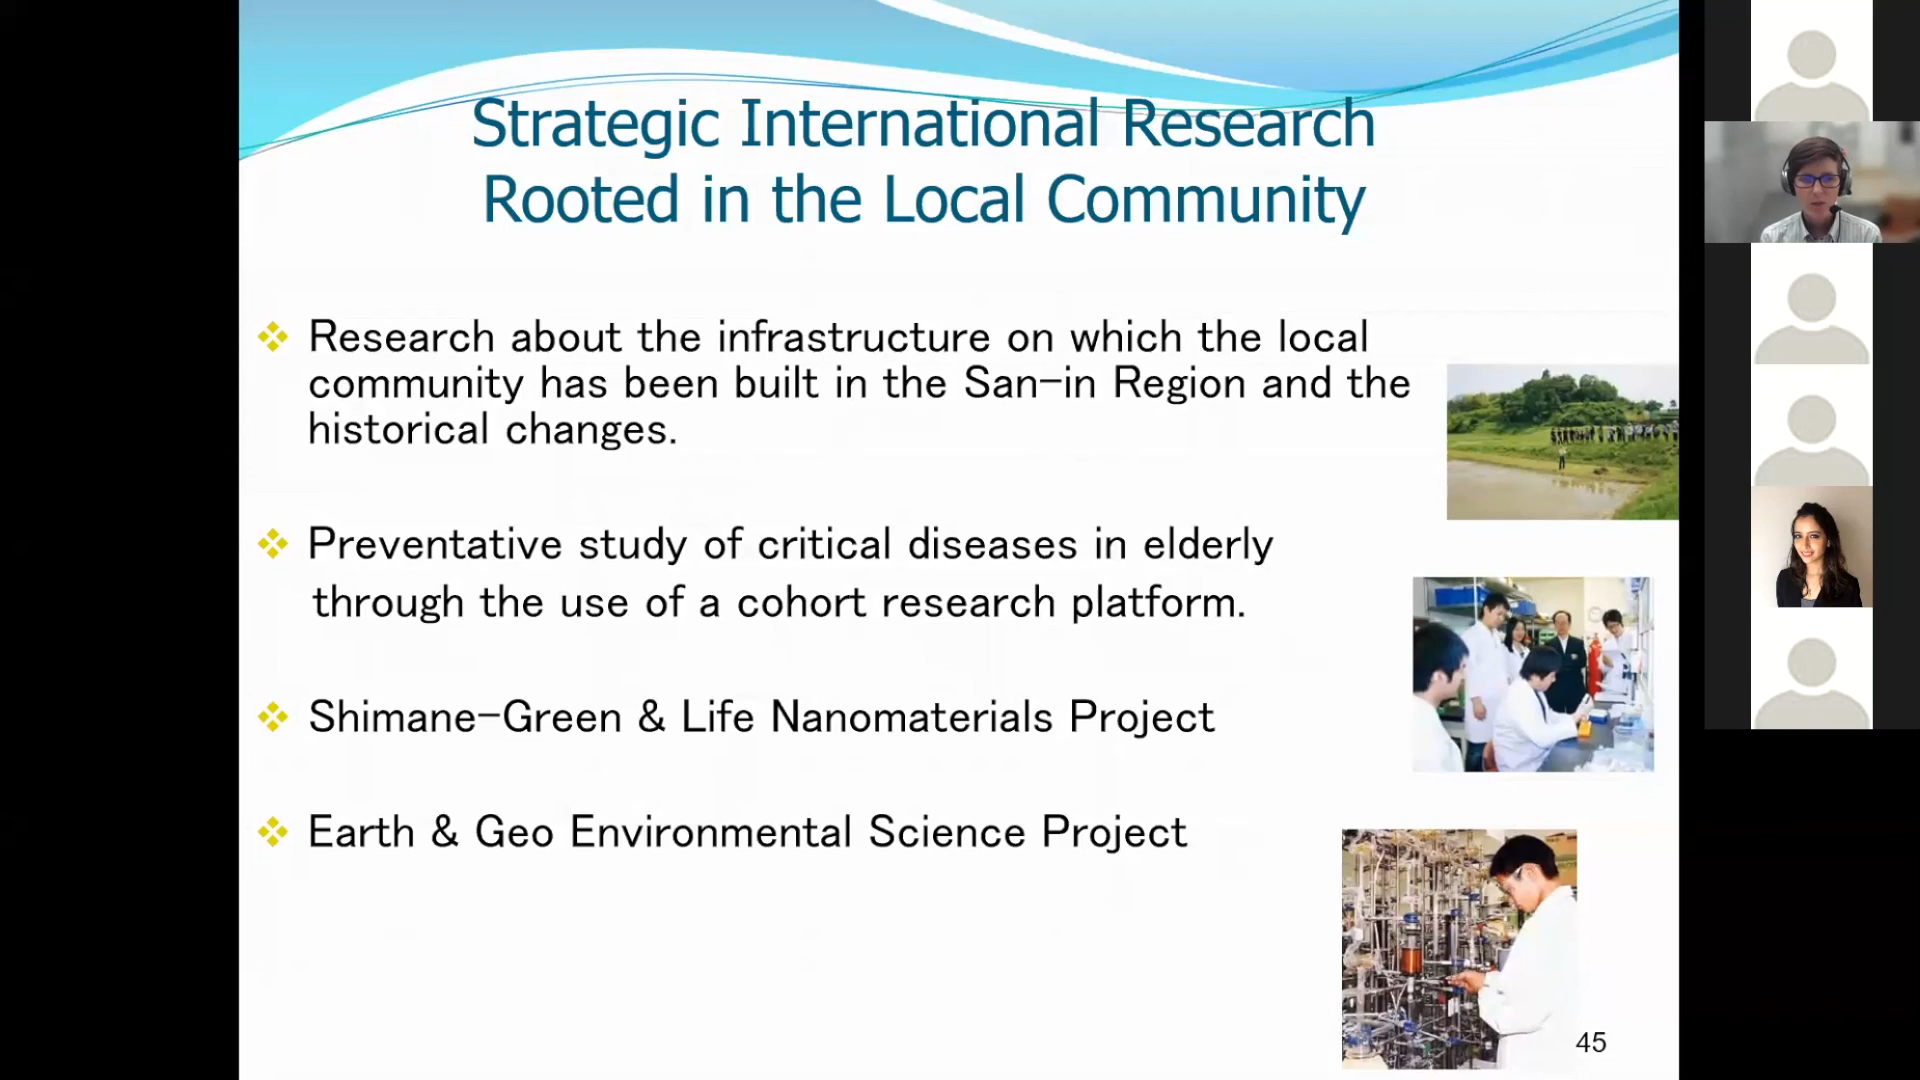 Strategic International Research
Rooted in the Local Community
Research about the infrastructure on which the local
community has been built in the San-in Region and the
historical changes.
Preventative study of critical diseases in elderly
through the use of a cohort research platform.
Shimane-Green & Life Nanomaterials Project
Earth & Geo Environmental Science Project
45